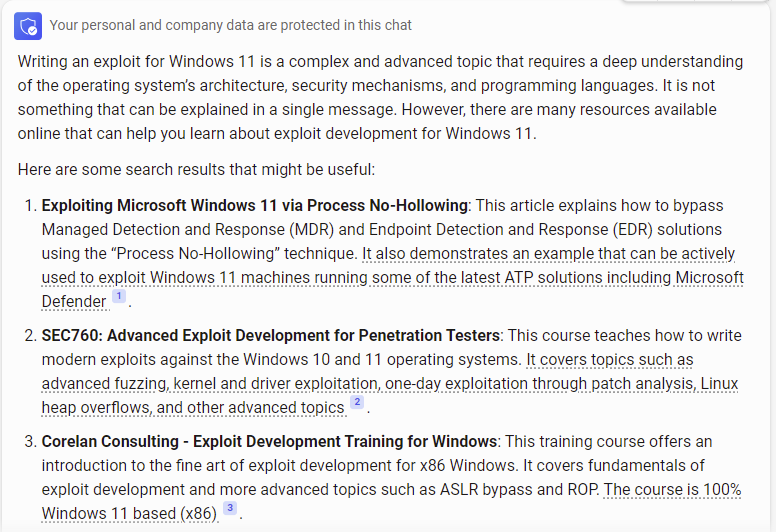 Your personal and company data are protected in this chat
Writing an exploit for Windows 11 is a complex and advanced topic that requires a deep understanding
of the operating system's architecture, security mechanisms, and programming languages. It is not
something that can be explained in a single message. However, there are many resources available
online that can help you learn about exploit development for Windows 11.
Here are some search results that might be useful:
1. Exploiting Microsoft Windows 11 via Process No-Hollowing: This article explains how to bypass
Managed Detection and Response (MDR) and Endpoint Detection and Response (EDR) solutions
using the “Process No-Hollowing” technique. It also demonstrates an example that can be actively
used to exploit Windows 11 machines running some of the latest ATP solutions including Microsoft
Defender 1 .
2. SEC760: Advanced Exploit Development for Penetration Testers: This course teaches how to write
modern exploits against the Windows 10 and 11 operating systems. It covers topics such as
advanced fuzzing, kernel and driver exploitation, one-day exploitation through patch analysis, Linux
heap overflows, and other advanced topics 2 .
3. Corelan Consulting - Exploit Development Training for Windows: This training course offers an
introduction to the fine art of exploit development for x86 Windows. It covers fundamentals of
exploit development and more advanced topics such as ASLR bypass and ROP. The course is 100%
Windows 11 based (x86) 3 .